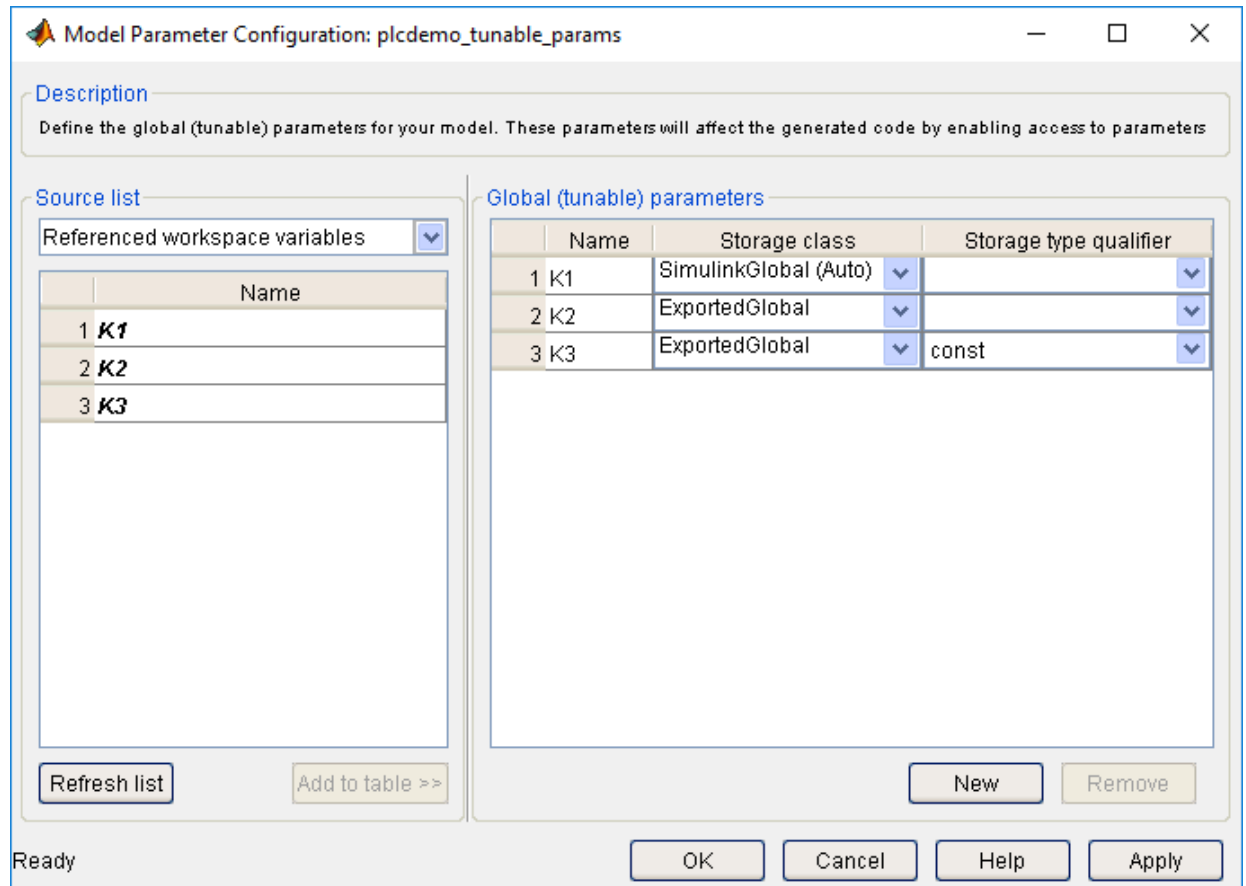 Model Parameter Configuration: plcdemo_tunable_params
Description
Define the global (tunable) parameters for your model. These parameters will affect the generated code by enabling access to parameters
Source list
Referenced workspace variables
Name
1 K1
2 K2
3 K3
Refresh list
Add to table >>
Global (tunable) parameters
Name Storage class Storage type qualifier
1 K1 SimulinkGlobal (Auto)
2 K2 ExportedGlobal
3 K3 ExportedGlobal const
New
Remove
Ready
OK
Cancel
Help
Apply